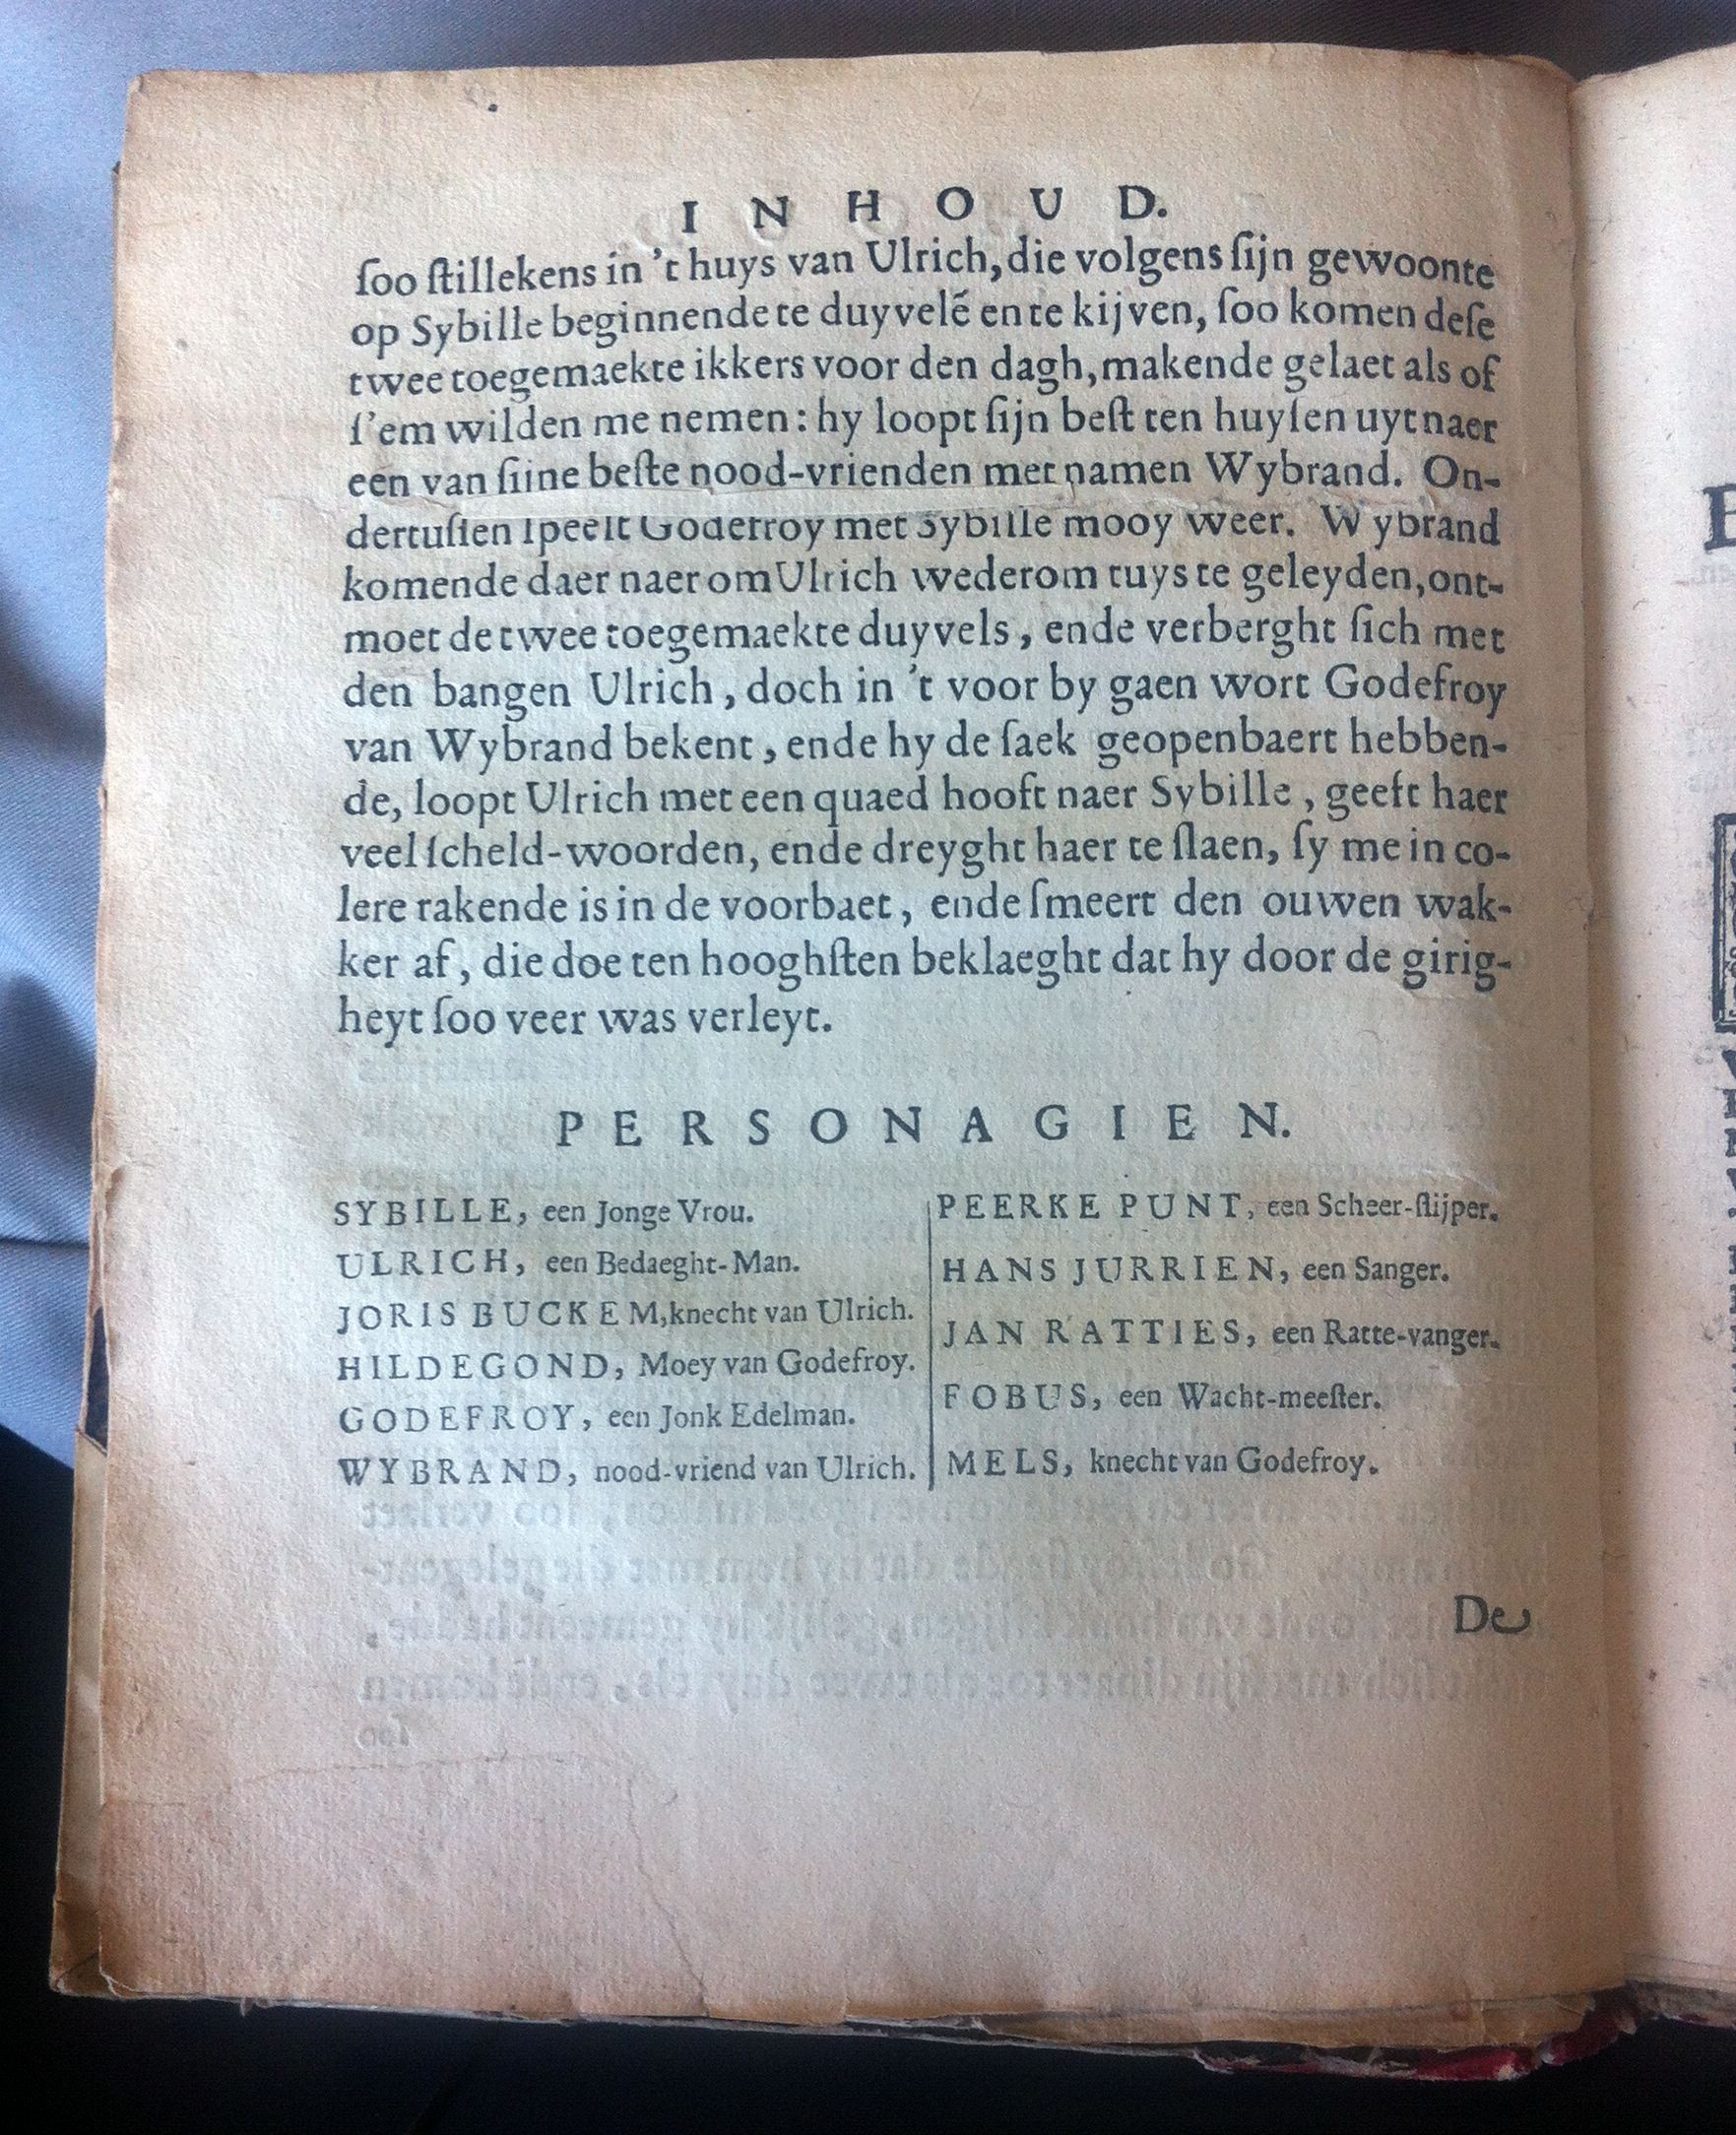 INHOUD.
ſoo ſtillekens in 't huys van Ulrich, die volgens ſijn gewoonte
op Sybille beginnende te duyvelẽ en te kijven, ſoo komen deſe
twee toegemaekte ikkers voor den dagh, makende gelaet als of
ſ'em wilden me nemen: hy loopt ſijn beſt ten huyſen uyt naer
een van ſijne beſte nood-vrienden met namen Wybrand. On-
dertuſſen ſpeelt Godefroy met Sybille mooy weer. Wybrand
komende daer naer om Ulrich wederom tuys te geleyden, ont-
moet de twee toegemaekte duyvels, ende verberght ſich met
den bangen Ulrich, doch in 't voor by gaen wort Godefroy
van Wybrand bekent, ende hy de ſaek geopenbaert hebben-
de, loopt Ulrich met een quaed hooft naer Sybille, geeft haer
veel ſcheld-woorden, ende dreyght haer te ſlaen, ſy me in co-
lere rakende is in de voorbaet, ende ſmeert den ouwen wak-
ker af, die doe ten hooghſten beklaeght dat hy door de girig-
heyt ſoo veer was verleyt.
PERSONAGIEN.
SYBILLE, een Jonge Vrou.
ULRICH, een Bedaeght-Man.
JORIS BUCKEM, knecht van Ulrich.
HILDEGOND, Moey van Godefroy.
GODEFROY, een Jonk Edelman.
WYBRAND, nood-vriend van Ulrich.
PEERKE PUNT, een Scheer-ſlijper.
HANS JURRIEN, een Sanger.
JAN RATTIES, een Ratte-vanger.
FOBUS, een Wacht-meeſter.
MELS, knecht van Godefroy.
De